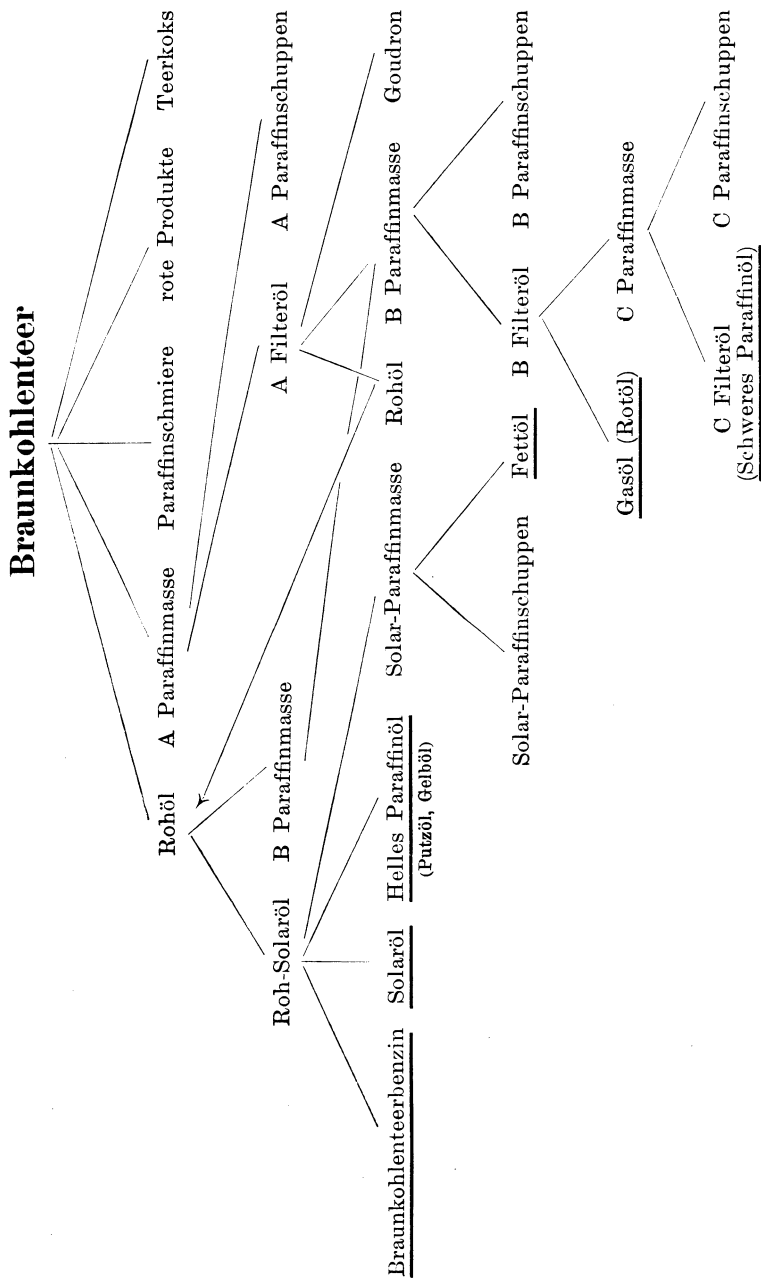 Braunkohlenteer
Rohöl A Paraffinmasse Paraffinschmiere rote Produkte Teerkoks
Roh-Solaröl B Paraffinmasse A Filteröl A Paraffinschuppen
Braunkohlenteerbenzin Solaröl Helles Paraffinöl Solar-Paraffinmasse Rohöl B Paraffinmasse Goudron
(Putzöl, Gelböl)
Solar-Paraffinschuppen Fettöl B Filteröl B Paraffinschuppen
Gasöl (Rotöl) C Paraffinmasse
C Filteröl C Paraffinschuppen
(Schweres Paraffinöl)